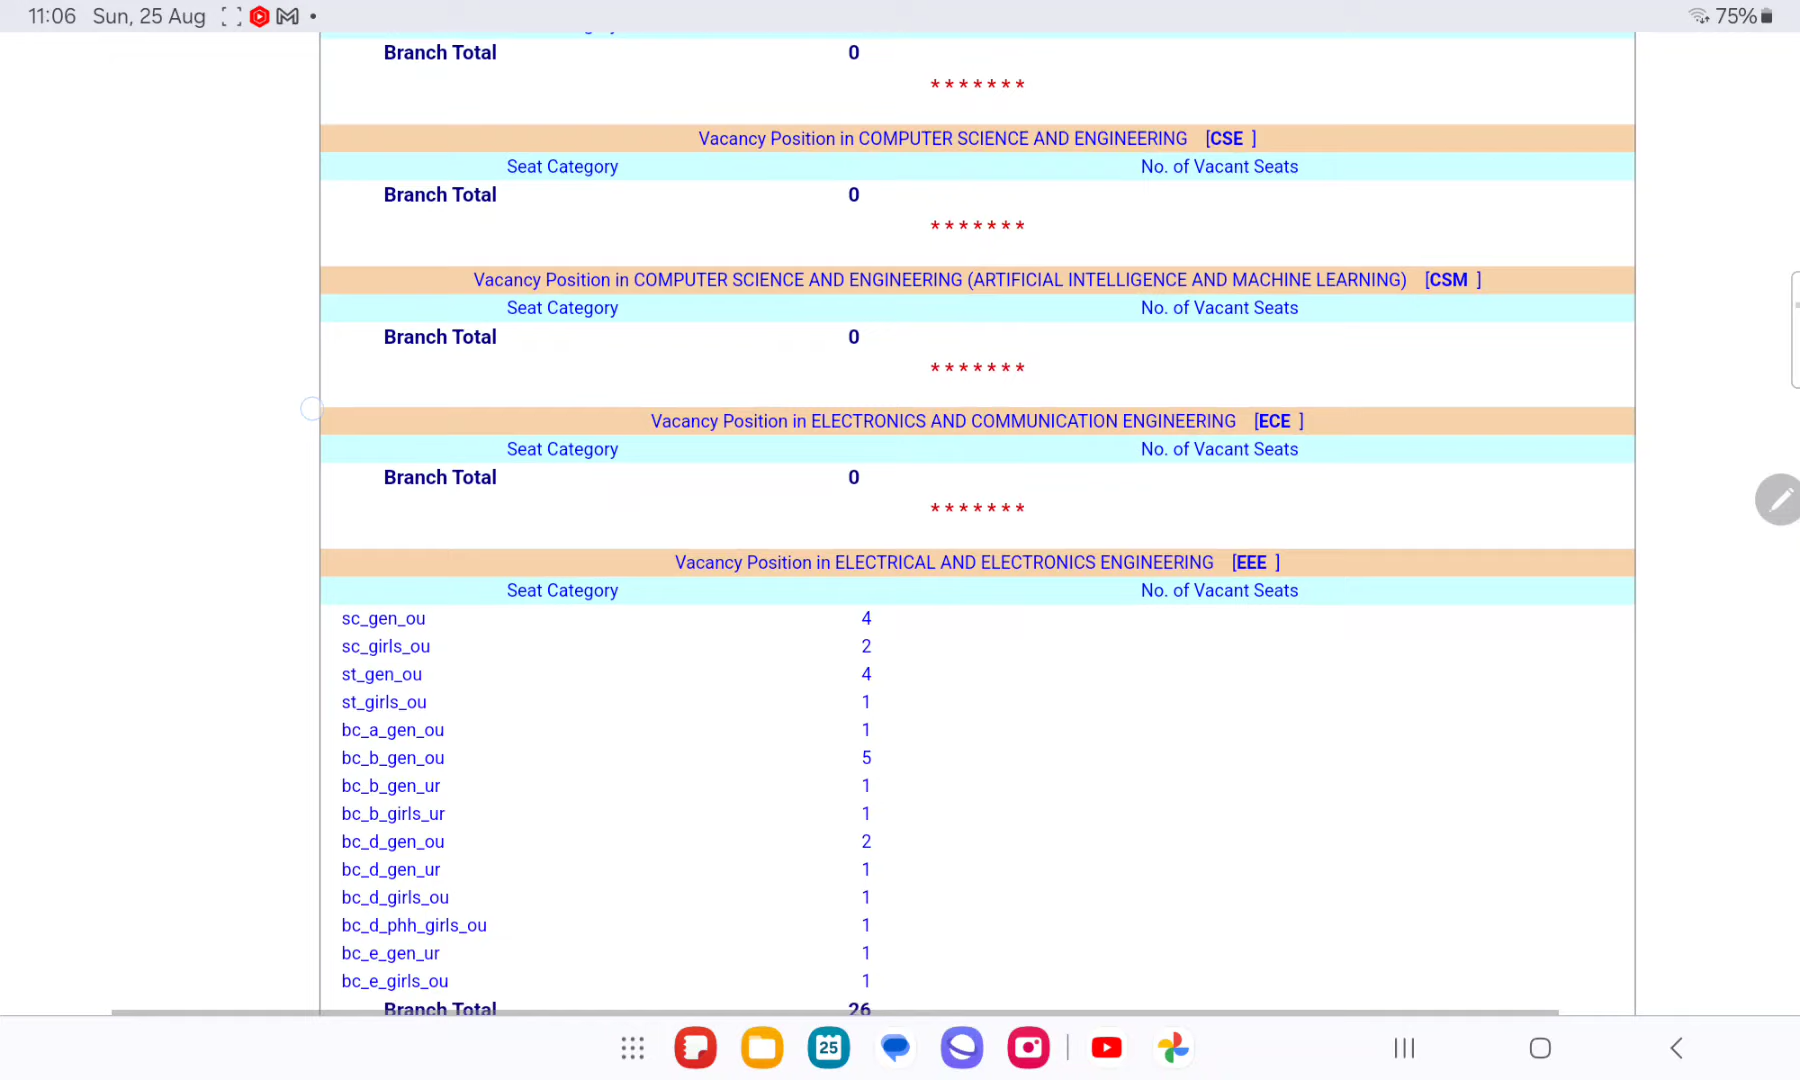 11:06 Sun, 25 Aug
75%
Branch Total 0
*******
Vacancy Position in COMPUTER SCIENCE AND ENGINEERING [CSE ]
Seat Category No. of Vacant Seats
Branch Total 0
*******
Vacancy Position in COMPUTER SCIENCE AND ENGINEERING (ARTIFICIAL INTELLIGENCE AND MACHINE LEARNING) [CSM ]
Seat Category No. of Vacant Seats
Branch Total 0
*******
Vacancy Position in ELECTRONICS AND COMMUNICATION ENGINEERING [ECE ]
Seat Category No. of Vacant Seats
Branch Total 0
*******
Vacancy Position in ELECTRICAL AND ELECTRONICS ENGINEERING [EEE ]
Seat Category No. of Vacant Seats
sc_gen_ou 4
sc_girls_ou 2
st_gen_ou 4
st_girls_ou 1
bc_a_gen_ou 1
bc_b_gen_ou 5
bc_b_gen_ur 1
bc_b_girls_ur 1
bc_d_gen_ou 2
bc_d_gen_ur 1
bc_d_girls_ou 1
bc_d_phh_girls_ou 1
bc_e_gen_ur 1
bc_e_girls_ou 1
Branch Total 26
25